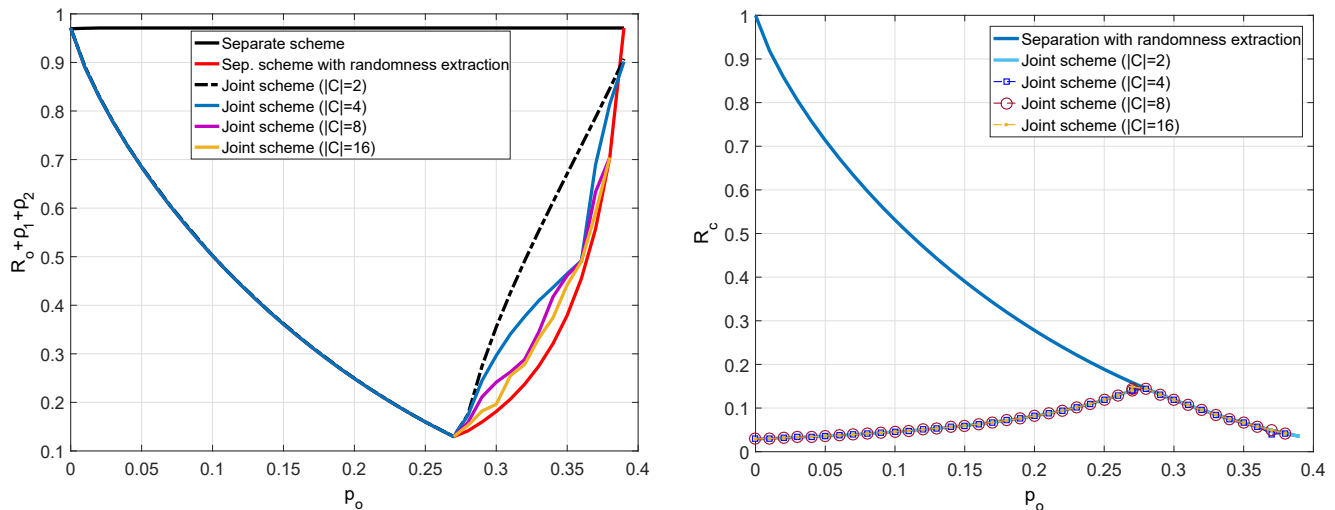 1
0.9
0.8
0.7
0.6
0.5
0.4
0.3
0.2
0.1
R_o+ρ_1+ρ_2
Separate scheme
Sep. scheme with randomness extraction
Joint scheme (|C|=2)
Joint scheme (|C|=4)
Joint scheme (|C|=8)
Joint scheme (|C|=16)
0 0.05 0.1 0.15 0.2 0.25 0.3 0.35 0.4
p_o
1
0.9
0.8
0.7
0.6
0.5
0.4
0.3
0.2
0.1
0
R_c
Separation with randomness extraction
Joint scheme (|C|=2)
Joint scheme (|C|=4)
Joint scheme (|C|=8)
Joint scheme (|C|=16)
0 0.05 0.1 0.15 0.2 0.25 0.3 0.35 0.4
p_o